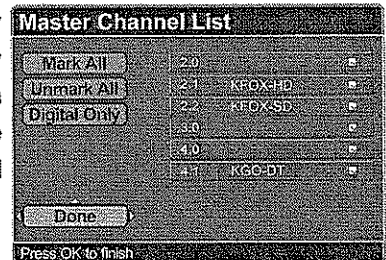 Master Channel List
Mark All
Unmark All
Digital Only
Done
2.0
2.1 KFOX-HD
2.2 KFOX-SD
3.0
4.0
4.1 KGO-DT
Press OK to finish